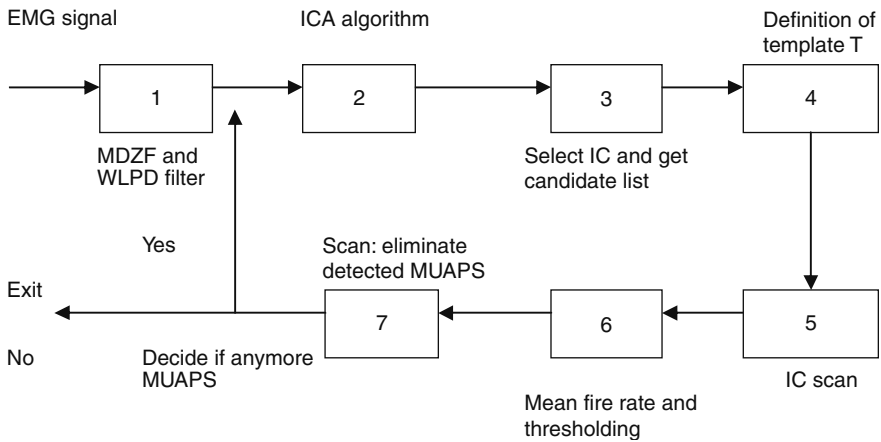 EMG signal
ICA algorithm
Definition of
template T
1
2
3
4
MDZF and
WLPD filter
Select IC and get
candidate list
Yes
Scan: eliminate
detected MUAPS
Exit
7
6
5
No
Decide if anymore
MUAPS
IC scan
Mean fire rate and
thresholding